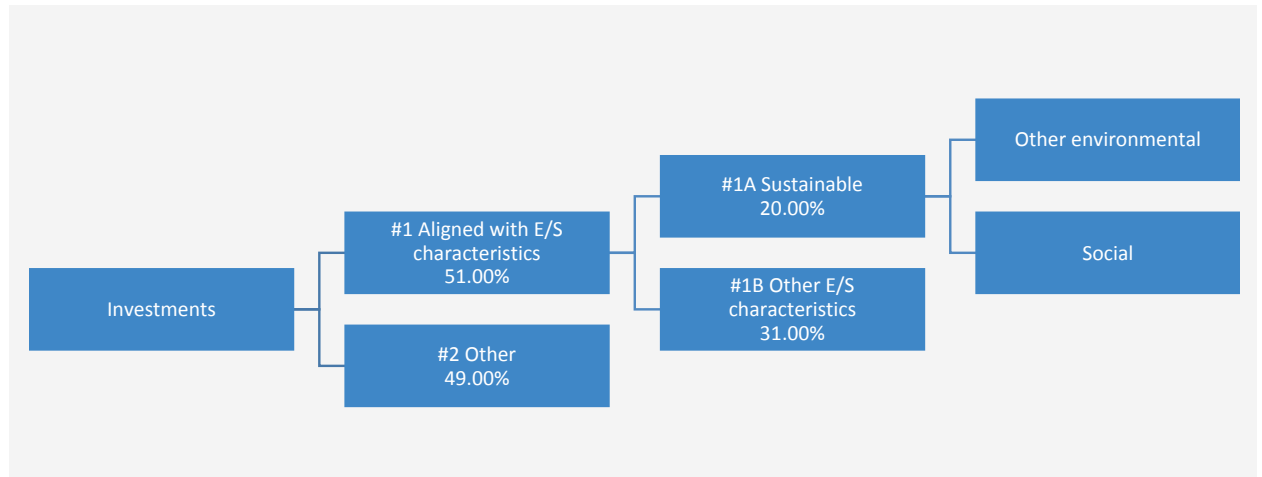 Investments
#1 Aligned with E/S
characteristics
51.00%
#2 Other
49.00%
#1A Sustainable
20.00%
#1B Other E/S
characteristics
31.00%
Other environmental
Social